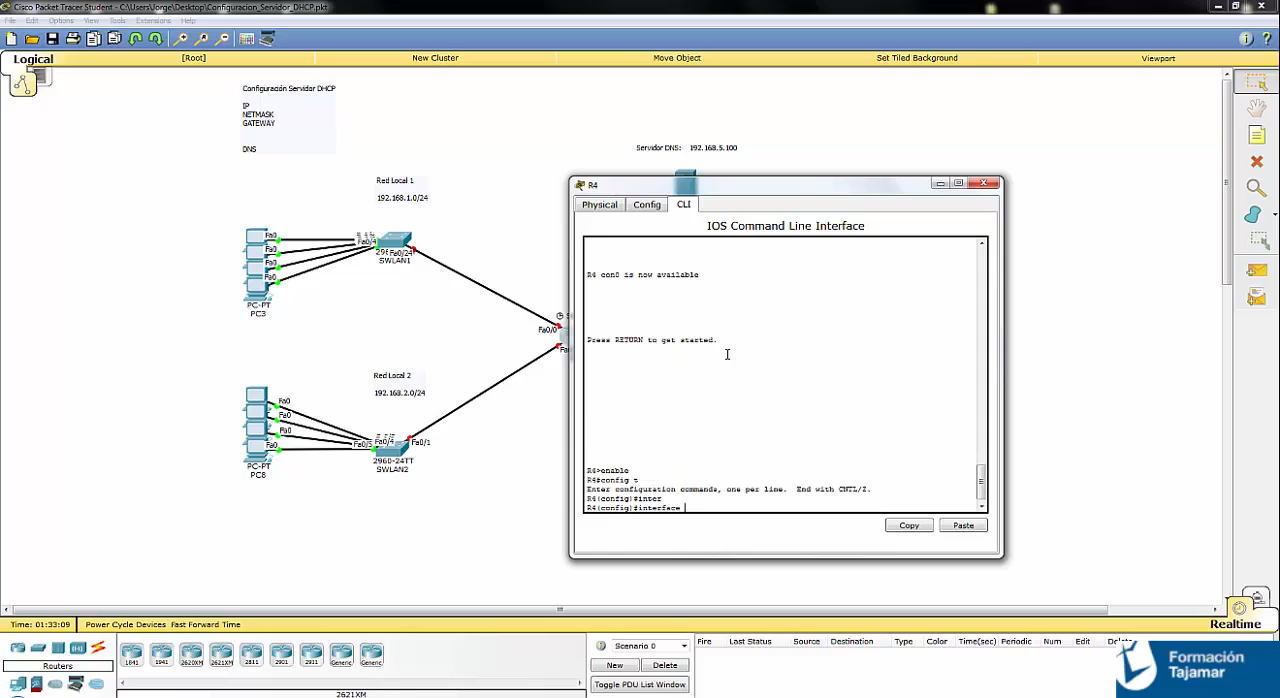 Cisco Packet Tracer Student - C:\Users\Jorge\Desktop\Configuracion_Servidor_DHCP.pkt
File Edit Options View Tools Extensions Help
Logical
[Root]
New Cluster
Move Object
Set Tiled Background
Viewport
Configuración Servidor DHCP
IP
NETMASK
GATEWAY
DNS
Servidor DNS: 192.168.5.100
Red Local 1
192.168.1.0/24
Fa0
Fa0
Fa0
Fa0
Fa0/4
Fa0/24
SWLAN1
PC-PT
PC3
Fa0/0
Red Local 2
192.168.2.0/24
Fa0
Fa0
Fa0
Fa0
Fa0/4
Fa0/1
2960-24TT
SWLAN2
PC-PT
PC8
R4
Physical
Config
CLI
IOS Command Line Interface
R4 con0 is now available
Press RETURN to get started.
R4>enable
R4#config t
Enter configuration commands, one per line. End with CNTL/Z.
R4(config)#inter
R4(config)#interface
Copy
Paste
Time: 01:33:09
Power Cycle Devices Fast Forward Time
Realtime
Routers
1841
1941
2620XM
2621XM
2811
2901
2911
Generic
Generic
2621XM
Scenario 0
New
Delete
Toggle PDU List Window
Fire Last Status Source Destination Type Color Time(sec) Periodic Num Edit
Formación
Tajamar